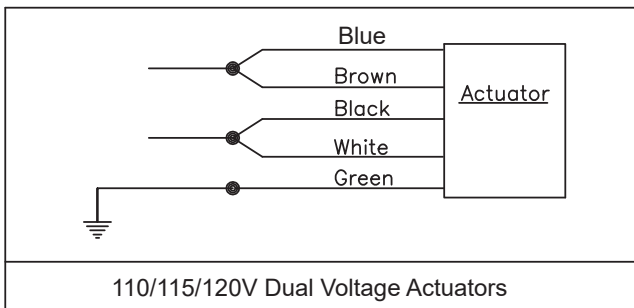 Blue
Brown
Actuator
Black
White
Green
110/115/120V Dual Voltage Actuators